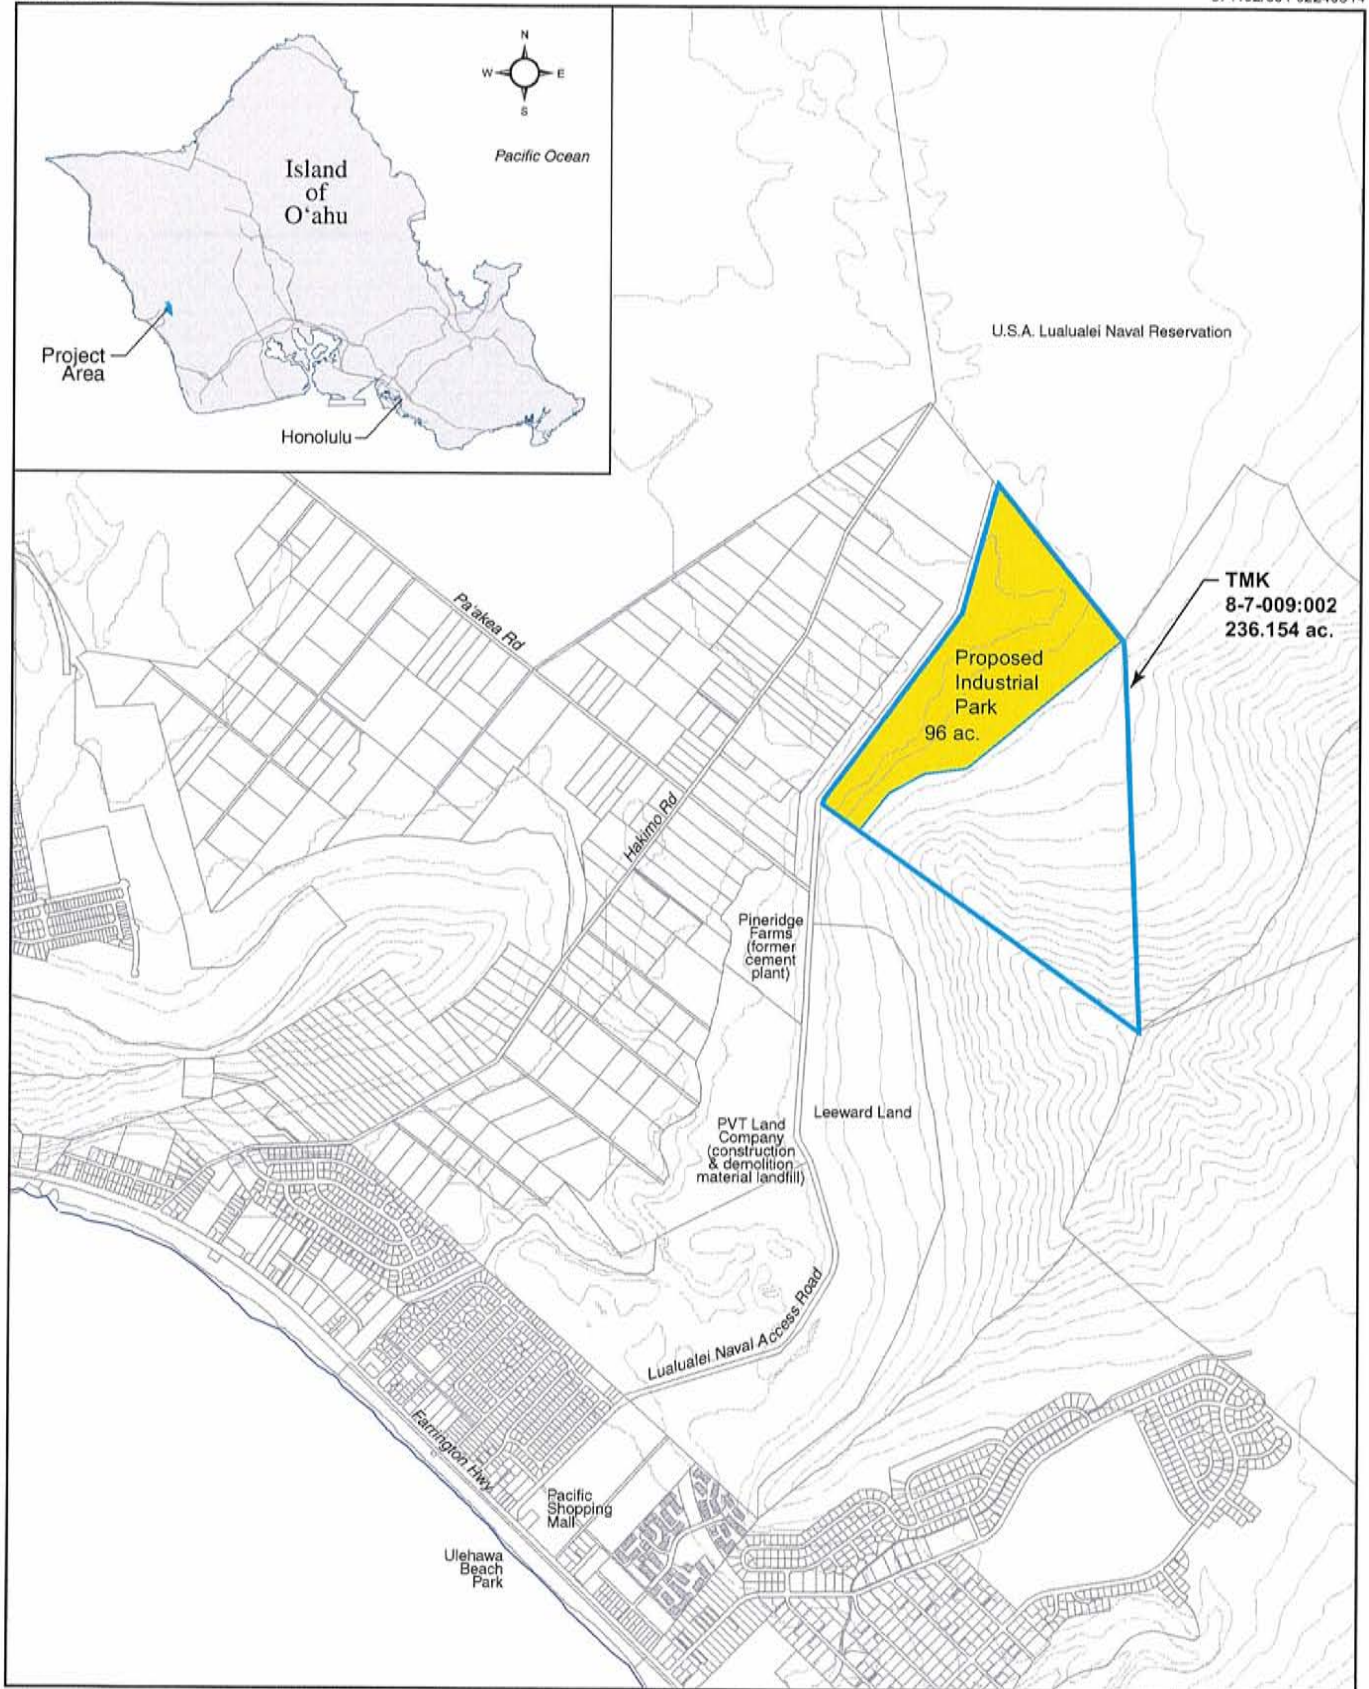 N
W E
S
Pacific Ocean
Island
of
O‘ahu
Project
Area
Honolulu
U.S.A. Lualualei Naval Reservation
TMK
8-7-009:002
236.154 ac.
Pa‘akea Rd
Proposed
Industrial
Park
96 ac.
Hakimo Rd
Pineridge
Farms
(former
cement
plant)
Leeward Land
PVT Land
Company
(construction
& demolition
material landfill)
Lualualei Naval Access Road
Farrington Hwy
Pacific
Shopping
Mall
Ulehawa
Beach
Park